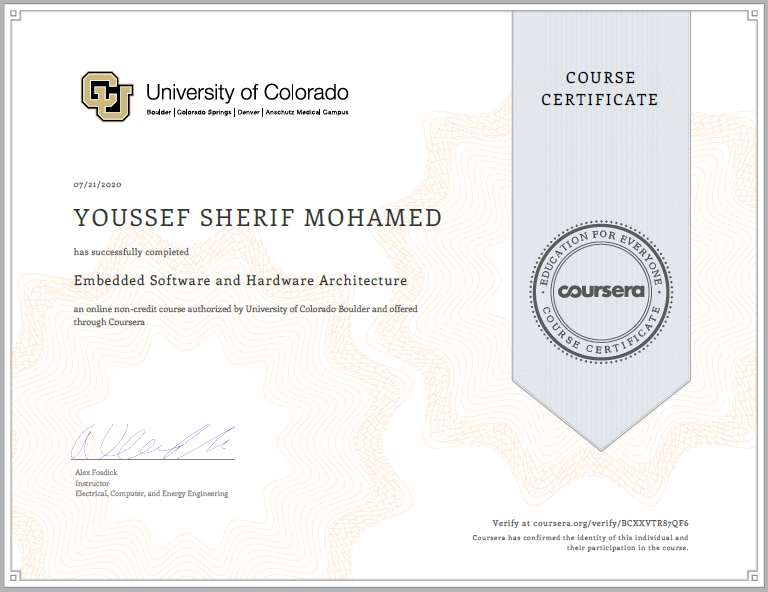 University of Colorado
Boulder | Colorado Springs | Denver | Anschutz Medical Campus
COURSE
CERTIFICATE
07/21/2020
YOUSSEF SHERIF MOHAMED
has successfully completed
Embedded Software and Hardware Architecture
an online non-credit course authorized by University of Colorado Boulder and offered
through Coursera
EDUCATION FOR EVERYONE
coursera
COURSE CERTIFICATE
Alex Fosdick
Instructor
Electrical, Computer, and Energy Engineering
Verify at coursera.org/verify/BCXXVTR87QF6
Coursera has confirmed the identity of this individual and
their participation in the course.